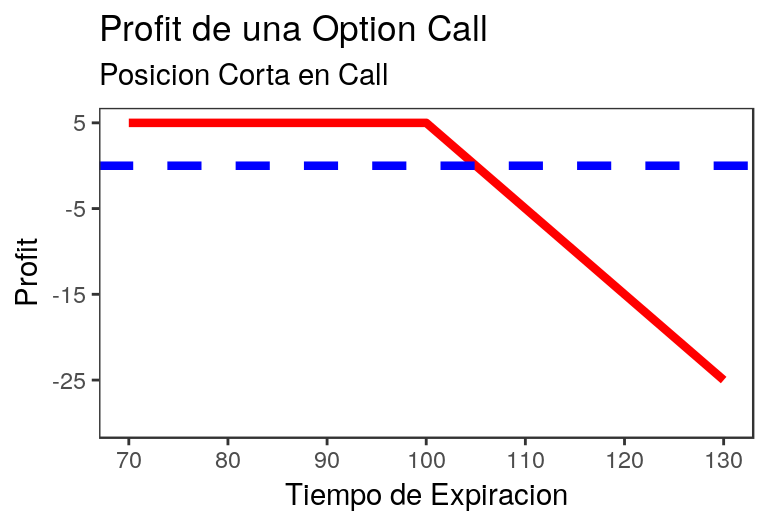 Profit de una Option Call
Posicion Corta en Call
5
-5
-15
-25
Profit
70 80 90 100 110 120 130
Tiempo de Expiracion